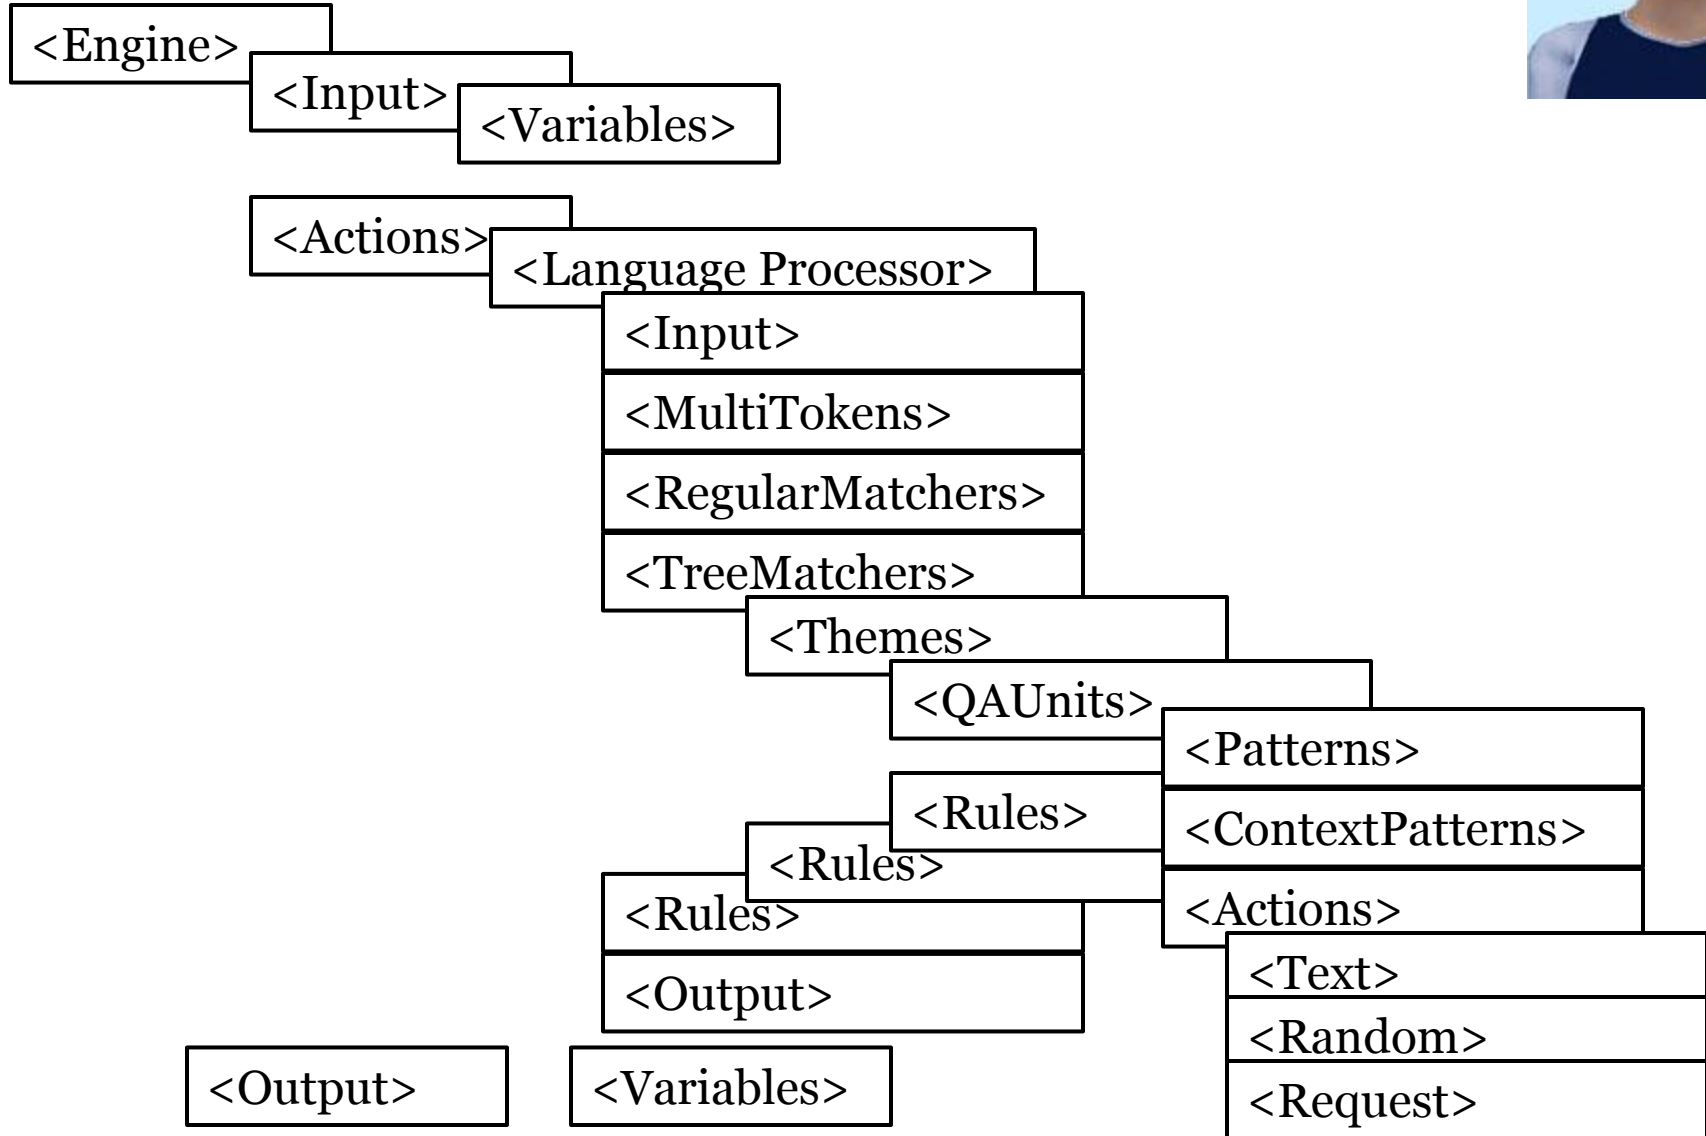 <Engine>
<Input>
<Variables>
<Actions>
<Language Processor>
<Input>
<MultiTokens>
<RegularMatchers>
<TreeMatchers>
<Themes>
<QAUnits>
<Patterns>
<Rules>
<ContextPatterns>
<Rules>
<Rules>
<Actions>
<Text>
<Output>
<Random>
<Output>
<Variables>
<Request>